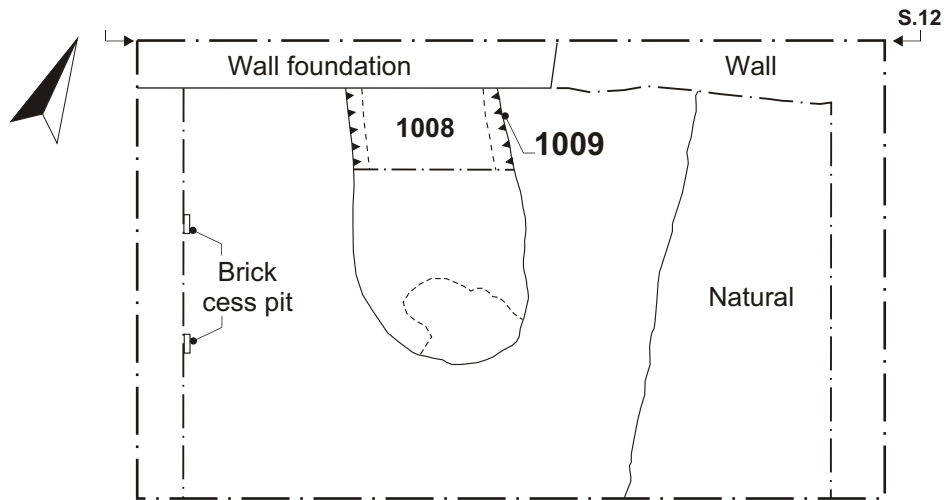 S.12
Wall foundation
Wall
1008
1009
Brick
cess pit
Natural